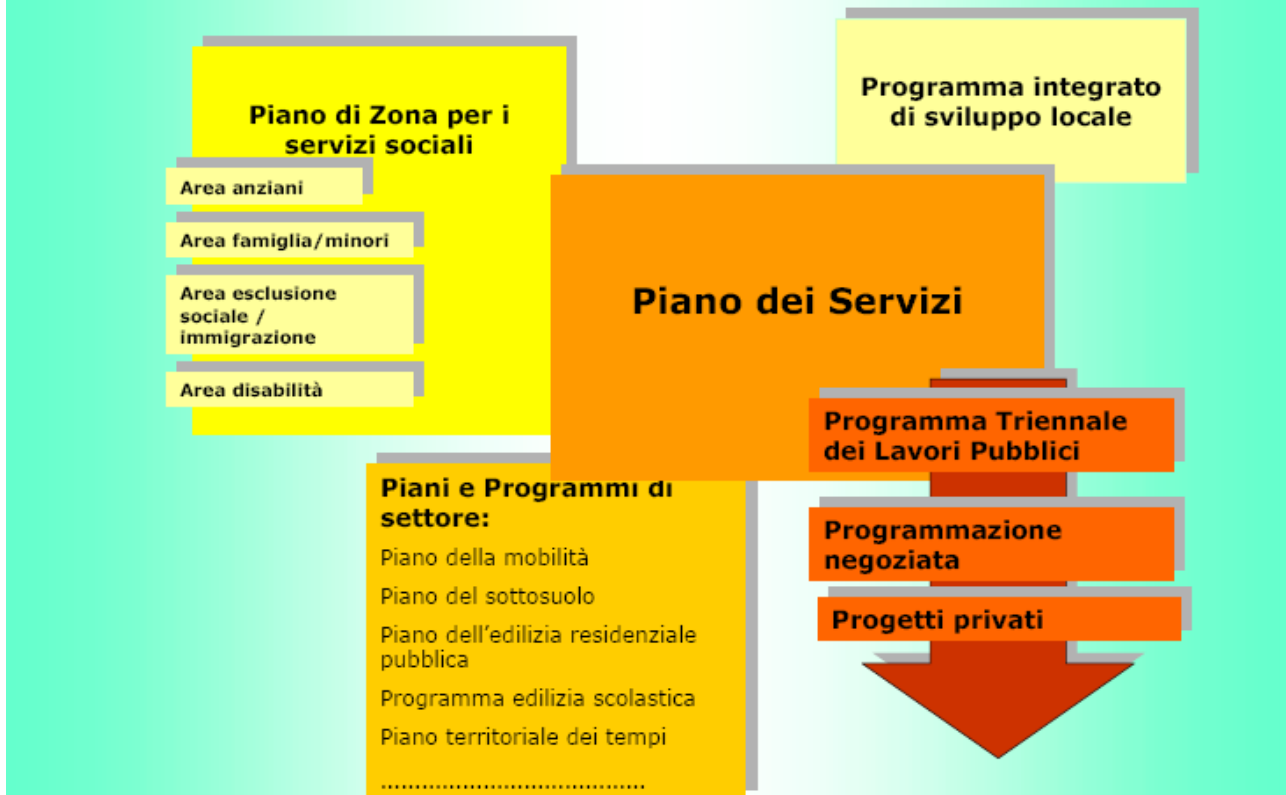 Piano di Zona per i
servizi sociali
Area anziani
Area famiglia/minori
Area esclusione
sociale /
immigrazione
Area disabilità
Programma integrato
di sviluppo locale
Piano dei Servizi
Programma Triennale
dei Lavori Pubblici
Programmazione
negoziata
Progetti privati
Piani e Programmi di
settore:
Piano della mobilità
Piano del sottosuolo
Piano dell'edilizia residenziale
pubblica
Programma edilizia scolastica
Piano territoriale dei tempi
.......................................